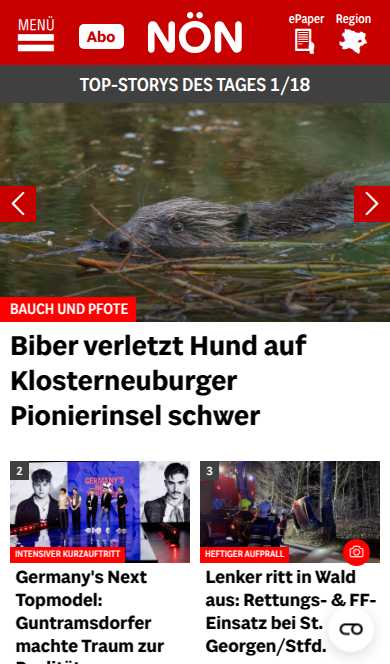 MENÜ
Abo
NÖN
ePaper
Region
TOP-STORYS DES TAGES 1/18
BAUCH UND PFOTE
Biber verletzt Hund auf
Klosterneuburger
Pionierinsel schwer
2
GERMANY'S
INTENSIVER KURZAUFTRITT
Germany's Next
Topmodel:
Guntramsdorfer
machte Traum zur
Realität
3
HEFTIGER AUFPRALL
Lenker ritt in Wald
aus: Rettungs- & FF-
Einsatz bei St.
Georgen/Stfd.